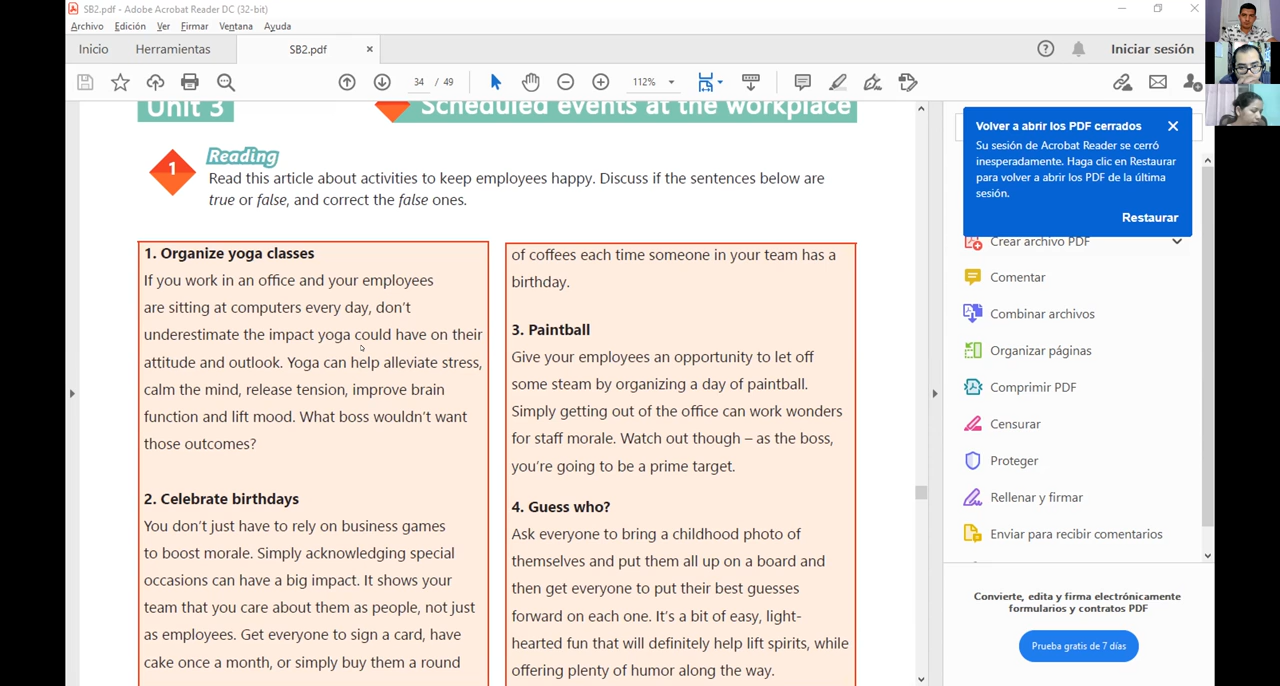 SB2.pdf - Adobe Acrobat Reader DC (32-bit)
Archivo Edición Ver Firmar Ventana Ayuda
Inicio Herramientas SB2.pdf × Iniciar sesión
34 / 49 112%
Unit 3 Scheduled events at the workplace
1 Reading
Read this article about activities to keep employees happy. Discuss if the sentences below are
true or false, and correct the false ones.
1. Organize yoga classes
If you work in an office and your employees
are sitting at computers every day, don't
underestimate the impact yoga could have on their
attitude and outlook. Yoga can help alleviate stress,
calm the mind, release tension, improve brain
function and lift mood. What boss wouldn't want
those outcomes?
2. Celebrate birthdays
You don't just have to rely on business games
to boost morale. Simply acknowledging special
occasions can have a big impact. It shows your
team that you care about them as people, not just
as employees. Get everyone to sign a card, have
cake once a month, or simply buy them a round
of coffees each time someone in your team has a
birthday.
3. Paintball
Give your employees an opportunity to let off
some steam by organizing a day of paintball.
Simply getting out of the office can work wonders
for staff morale. Watch out though – as the boss,
you're going to be a prime target.
4. Guess who?
Ask everyone to bring a childhood photo of
themselves and put them all up on a board and
then get everyone to put their best guesses
forward on each one. It's a bit of easy, light-
hearted fun that will definitely help lift spirits, while
offering plenty of humor along the way.
Volver a abrir los PDF cerrados
Su sesión de Acrobat Reader se cerró
inesperadamente. Haga clic en Restaurar
para volver a abrir los PDF de la última
sesión.
Restaurar
Crear archivo PDF
Comentar
Combinar archivos
Organizar páginas
Comprimir PDF
Censurar
Proteger
Rellenar y firmar
Enviar para recibir comentarios
Convierte, edita y firma electrónicamente
formularios y contratos PDF
Prueba gratis de 7 días